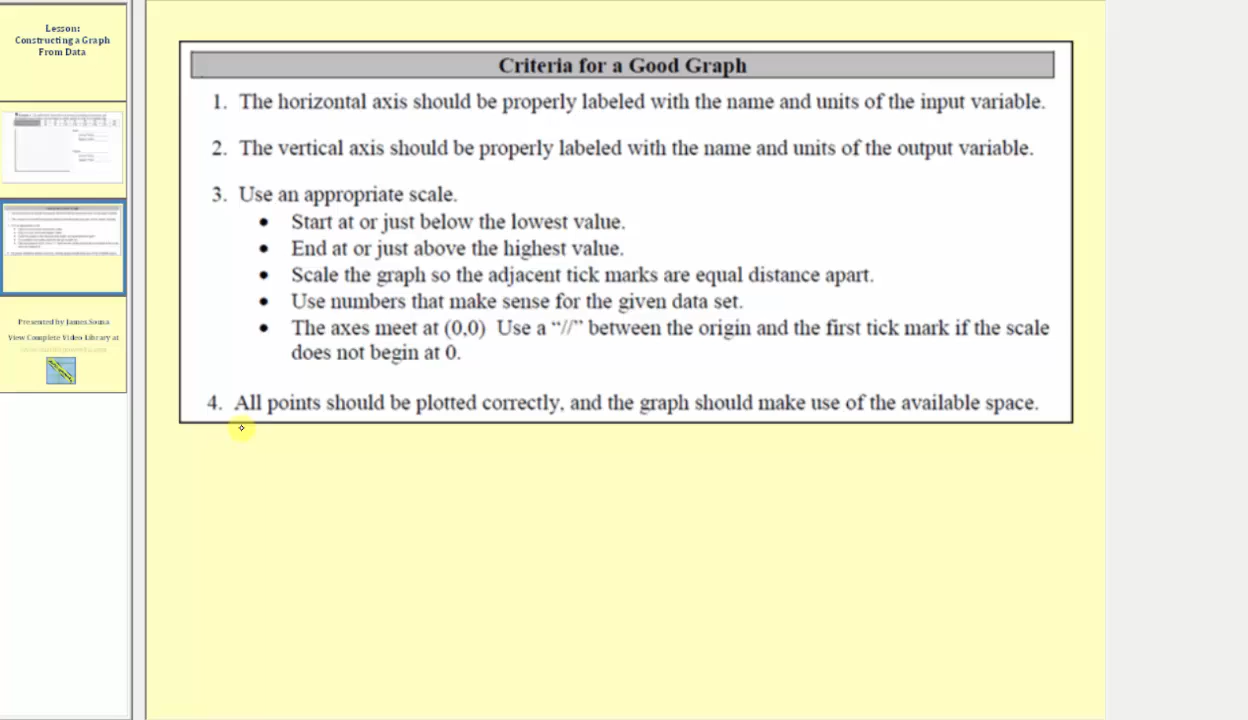 Lesson:
Constructing a Graph
From Data
Presented by James Sousa
View Complete Video Library at
Criteria for a Good Graph
1. The horizontal axis should be properly labeled with the name and units of the input variable.
2. The vertical axis should be properly labeled with the name and units of the output variable.
3. Use an appropriate scale.
• Start at or just below the lowest value.
• End at or just above the highest value.
• Scale the graph so the adjacent tick marks are equal distance apart.
• Use numbers that make sense for the given data set.
• The axes meet at (0,0) Use a “//” between the origin and the first tick mark if the scale
does not begin at 0.
4. All points should be plotted correctly, and the graph should make use of the available space.